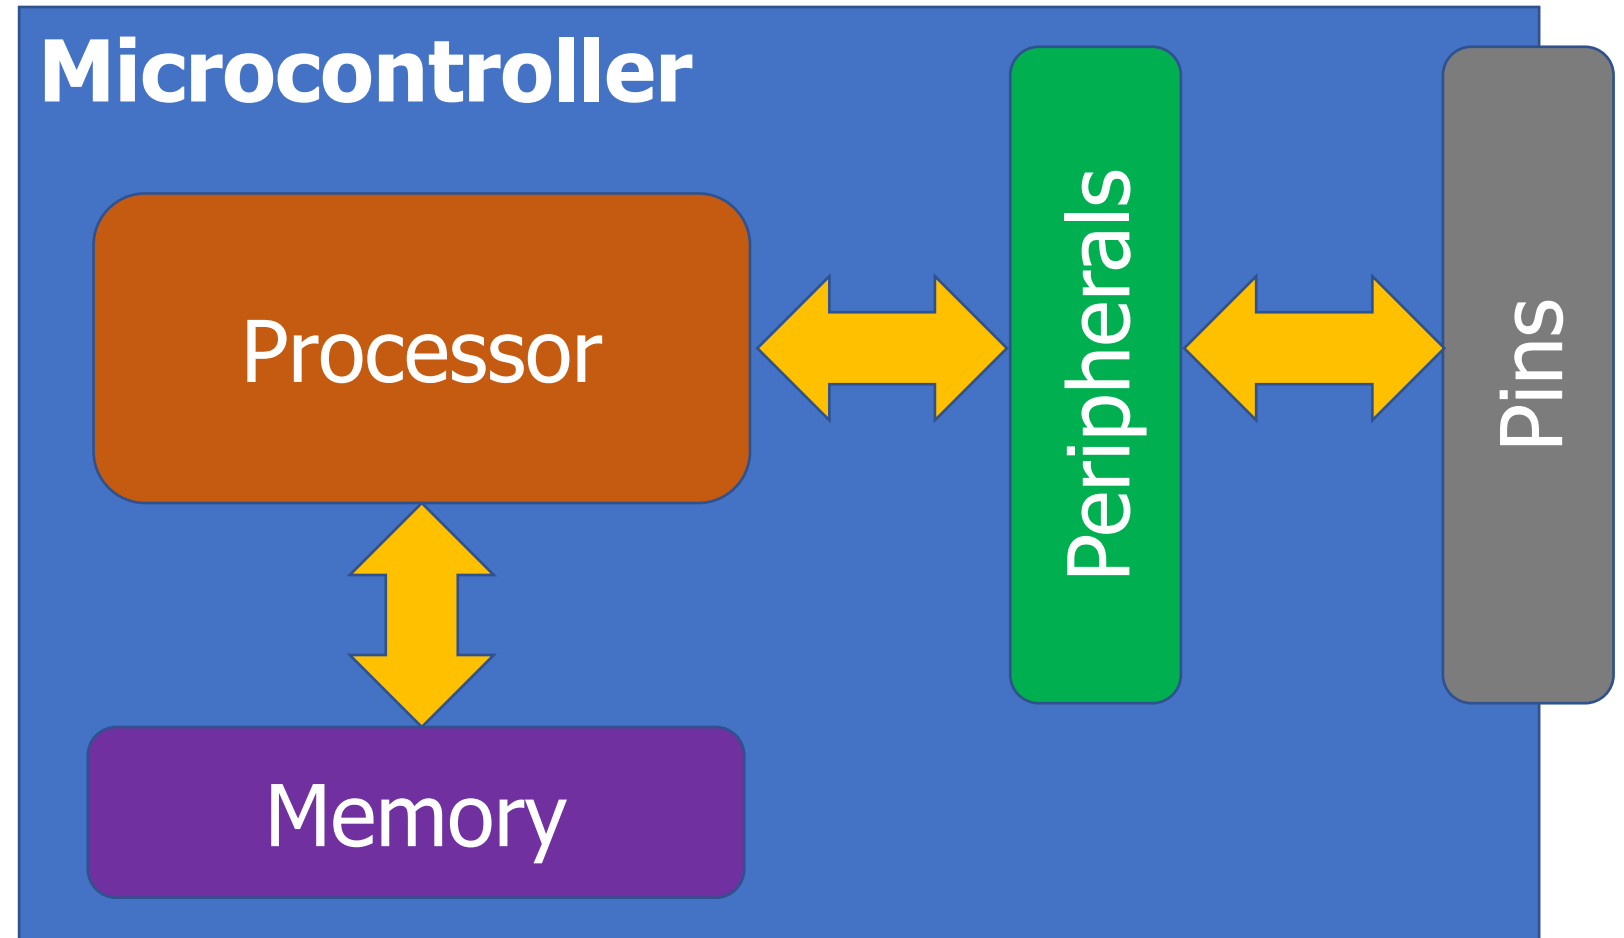 Microcontroller
Processor
Peripherals
Pins
Memory